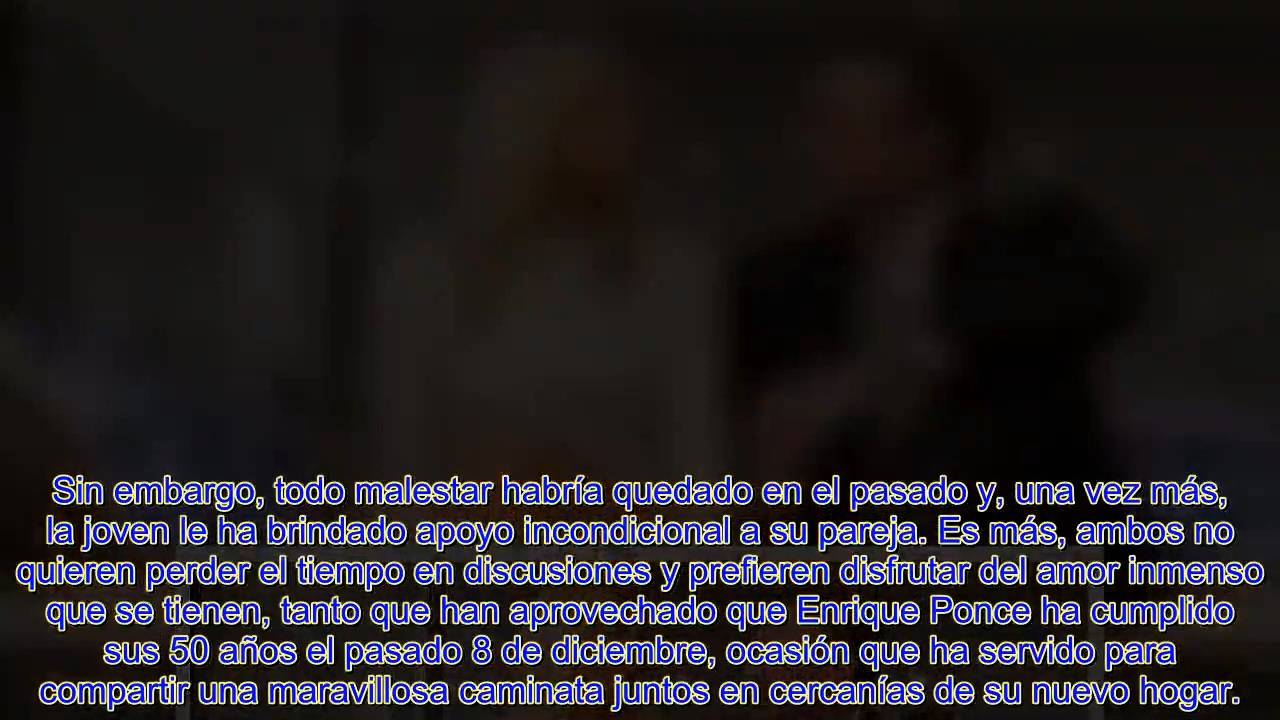 Sin embargo, todo malestar habría quedado en el pasado y, una vez más,
la joven le ha brindado apoyo incondicional a su pareja. Es más, ambos no
quieren perder el tiempo en discusiones y prefieren disfrutar del amor inmenso
que se tienen, tanto que han aprovechado que Enrique Ponce ha cumplido
sus 50 años el pasado 8 de diciembre, ocasión que ha servido para
compartir una maravillosa caminata juntos en cercanías de su nuevo hogar.